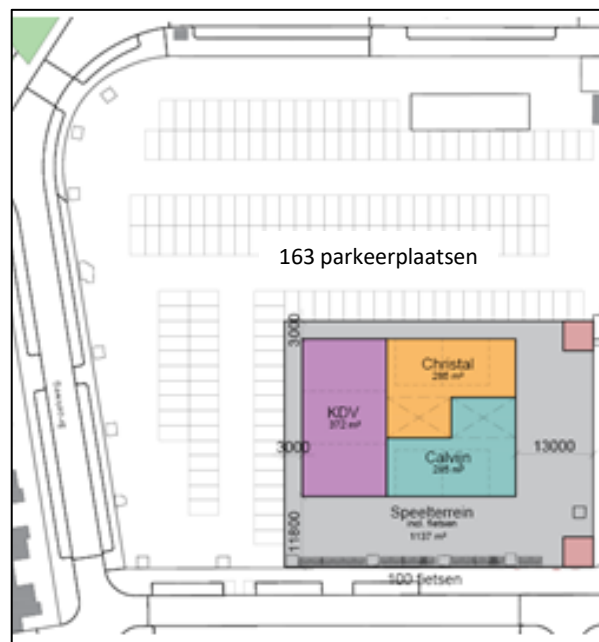 163 parkeerplaatsen
3000
Christal
286 m²
KDV
372 m²
3000
Calvijn
285 m²
13000
11800
Speelterrein
incl. fietsen
1137 m²
100 fietsen